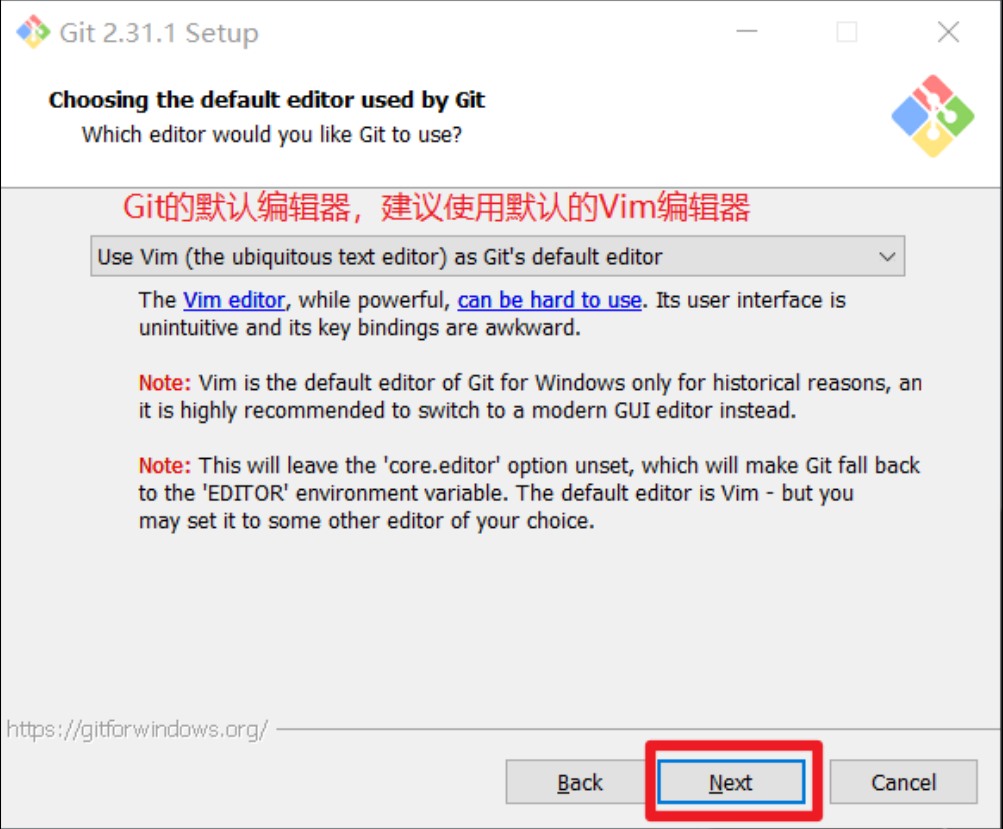 Git 2.31.1 Setup
Choosing the default editor used by Git
Which editor would you like Git to use?
Git的默认编辑器，建议使用默认的Vim编辑器
Use Vim (the ubiquitous text editor) as Git's default editor
The Vim editor, while powerful, can be hard to use. Its user interface is
unintuitive and its key bindings are awkward.
Note: Vim is the default editor of Git for Windows only for historical reasons, an
it is highly recommended to switch to a modern GUI editor instead.
Note: This will leave the 'core.editor' option unset, which will make Git fall back
to the 'EDITOR' environment variable. The default editor is Vim - but you
may set it to some other editor of your choice.
https://gitforwindows.org/
Back
Next
Cancel